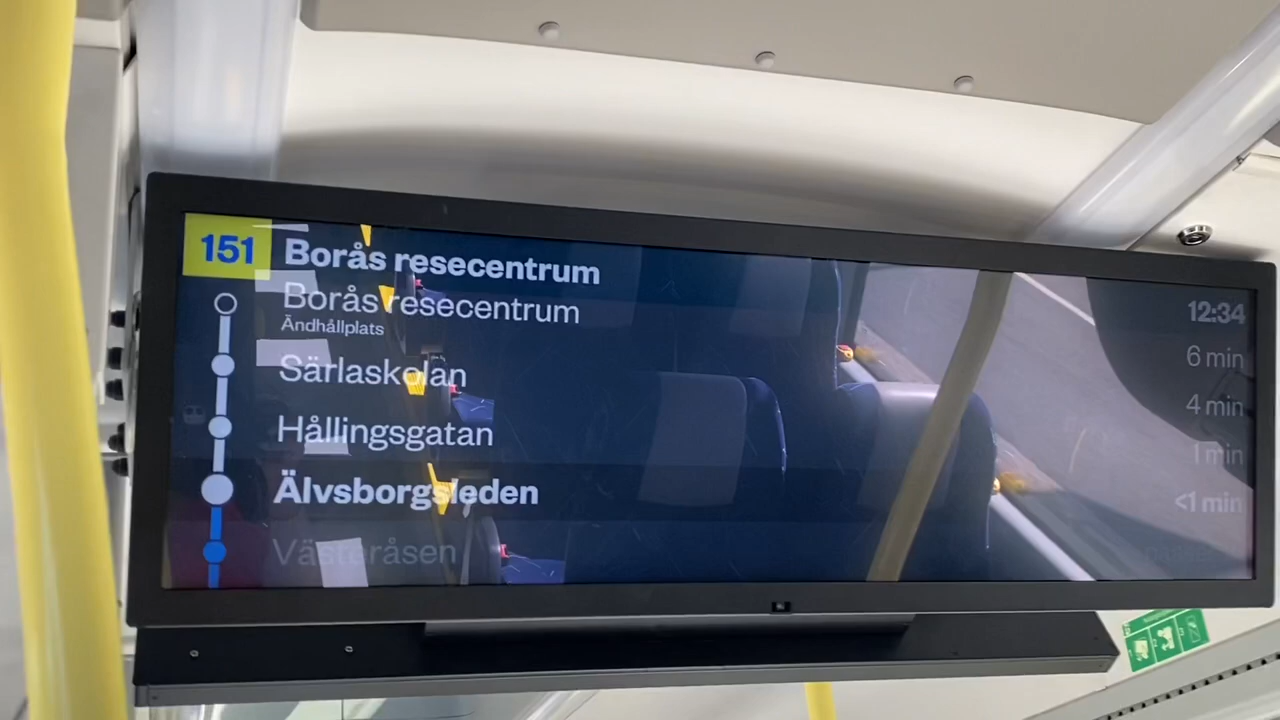 151 Borås resecentrum
12:34
Borås resecentrum 6 min
Ändhållplats
Särlaskolan 4 min
Hållingsgatan 1 min
Älvsborgsleden <1 min
Västeråsen